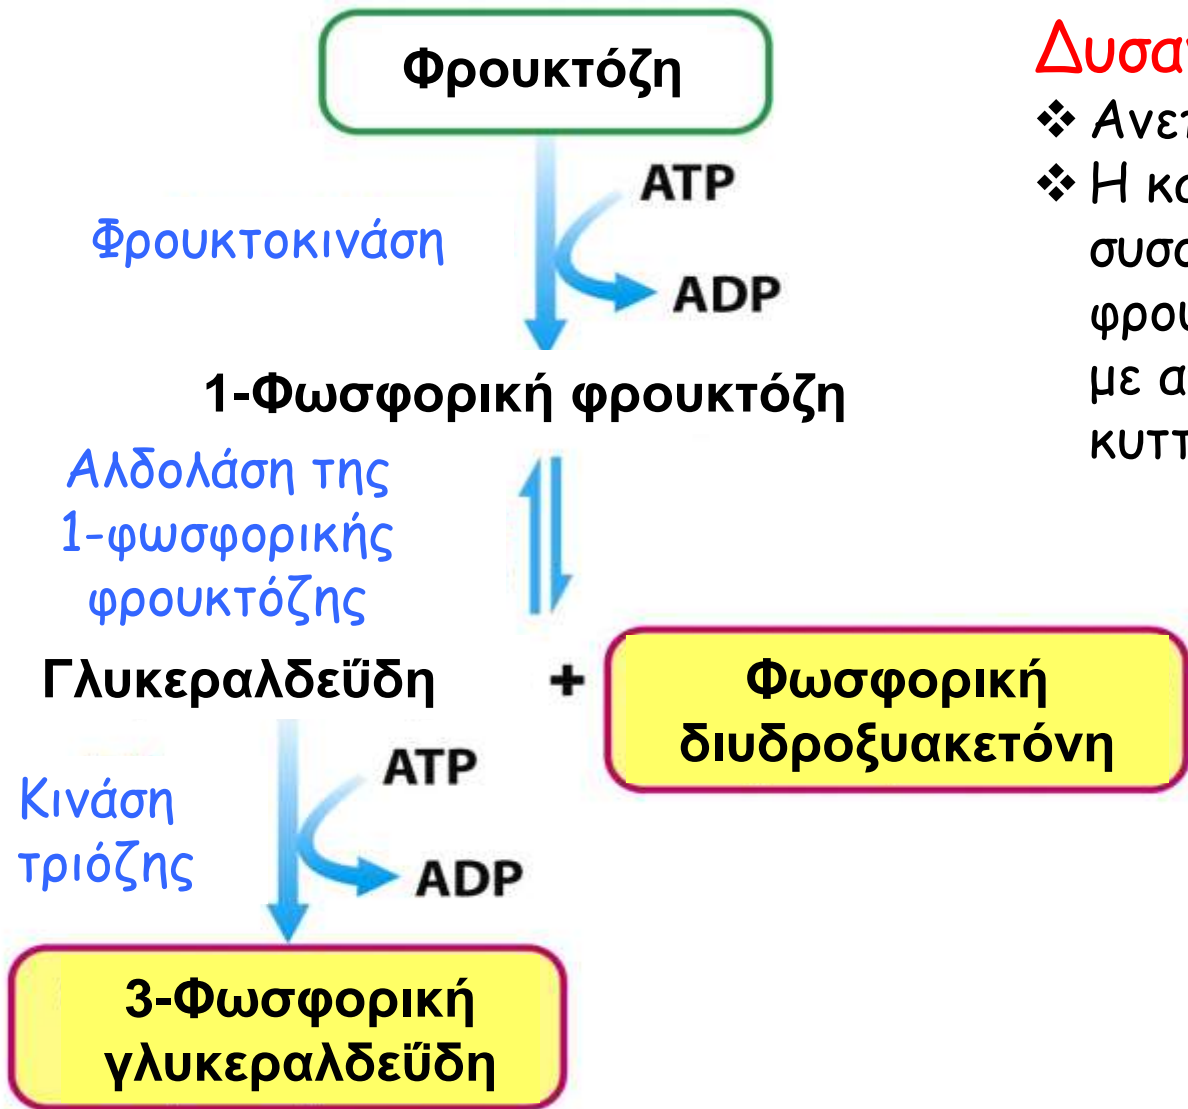 Φρουκτόζη
ATP
Φρουκτοκινάση
ADP
1-Φωσφορική φρουκτόζη
Αλδολάση της
1-φωσφορικής
φρουκτόζης
Γλυκεραλδεΰδη + Φωσφορική
διυδροξυακετόνη
ATP
Κινάση
τριόζης
ADP
3-Φωσφορική
γλυκεραλδεΰδη
❖ 
❖ Η
με